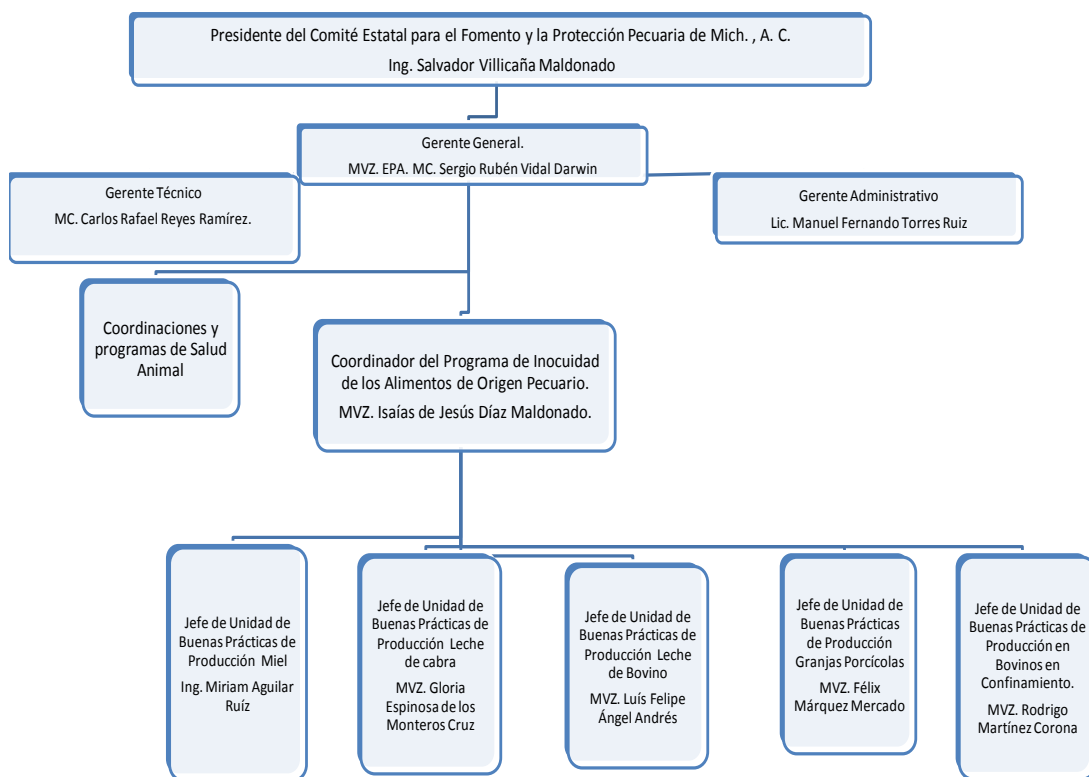 Presidente del Comité Estatal para el Fomento y la Protección Pecuaria de Mich. , A. C.
Ing. Salvador Villicaña Maldonado
Gerente General.
MVZ. EPA. MC. Sergio Rubén Vidal Darwin
Gerente Técnico
MC. Carlos Rafael Reyes Ramírez.
Gerente Administrativo
Lic. Manuel Fernando Torres Ruiz
Coordinaciones y
programas de Salud
Animal
Coordinador del Programa de Inocuidad
de los Alimentos de Origen Pecuario.
MVZ. Isaías de Jesús Díaz Maldonado.
Jefe de Unidad de
Buenas Prácticas de
Producción Miel
Ing. Miriam Aguilar
Ruíz
Jefe de Unidad de
Buenas Prácticas de
Producción Leche
de cabra
MVZ. Gloria
Espinosa de los
Monteros Cruz
Jefe de Unidad de
Buenas Prácticas de
Producción Leche
de Bovino
MVZ. Luís Felipe
Ángel Andrés
Jefe de Unidad de
Buenas Prácticas
de Producción
Granjas Porcícolas
MVZ. Félix
Márquez Mercado
Jefe de Unidad de
Buenas Prácticas de
Producción en
Bovinos en
Confinamiento.
MVZ. Rodrigo
Martínez Corona